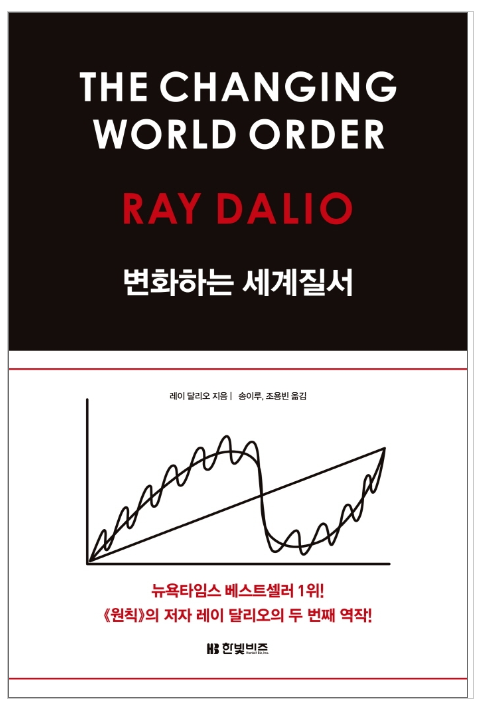 THE CHANGING
WORLD ORDER
RAY DALIO
변화하는 세계질서
레이 달리오 지음 | 송이루, 조용빈 옮김
뉴욕타임스 베스트셀러 1위!
《원칙》의 저자 레이 달리오의 두 번째 역작!
HB 한빛비즈